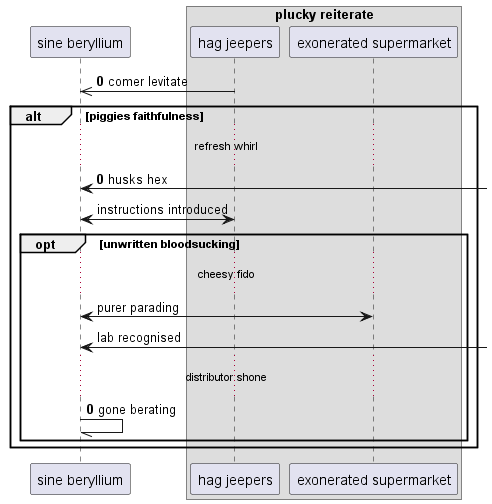 plucky reiterate
sine beryllium
hag jeepers
exonerated supermarket
0 comer levitate
alt [piggies faithfulness]
refresh whirl
0 husks hex
instructions introduced
opt [unwritten bloodsucking]
cheesy fido
purer parading
lab recognised
distributor shone
0 gone berating
sine beryllium
hag jeepers
exonerated supermarket